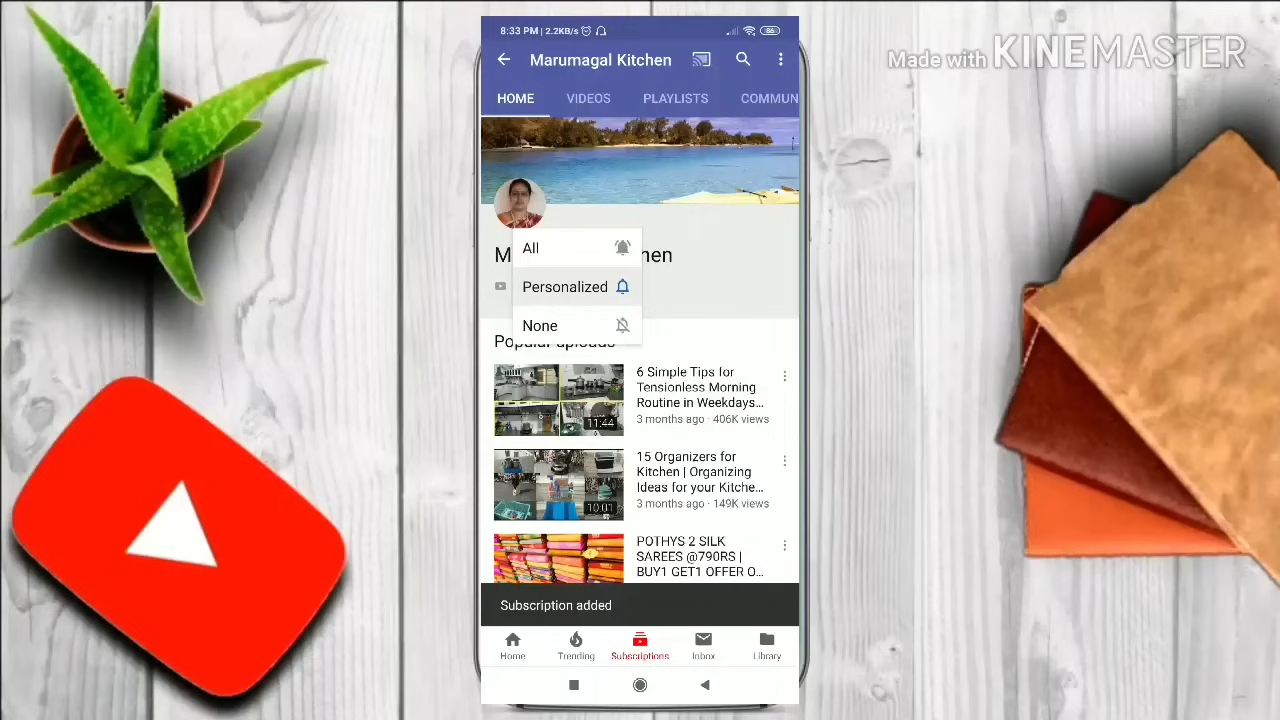 8:33 PM | 2.2KB/s
86
Made with KINEMASTER
Marumagal Kitchen
HOME VIDEOS PLAYLISTS COMMUN
All
Personalized
None
6 Simple Tips for
Tensionless Morning
Routine in Weekdays...
3 months ago · 406K views
11:44
15 Organizers for
Kitchen | Organizing
Ideas for your Kitche...
3 months ago · 149K views
10:01
POTHYS 2 SILK
SAREES @790RS |
BUY1 GET1 OFFER O...
Subscription added
Home Trending Subscriptions Inbox Library